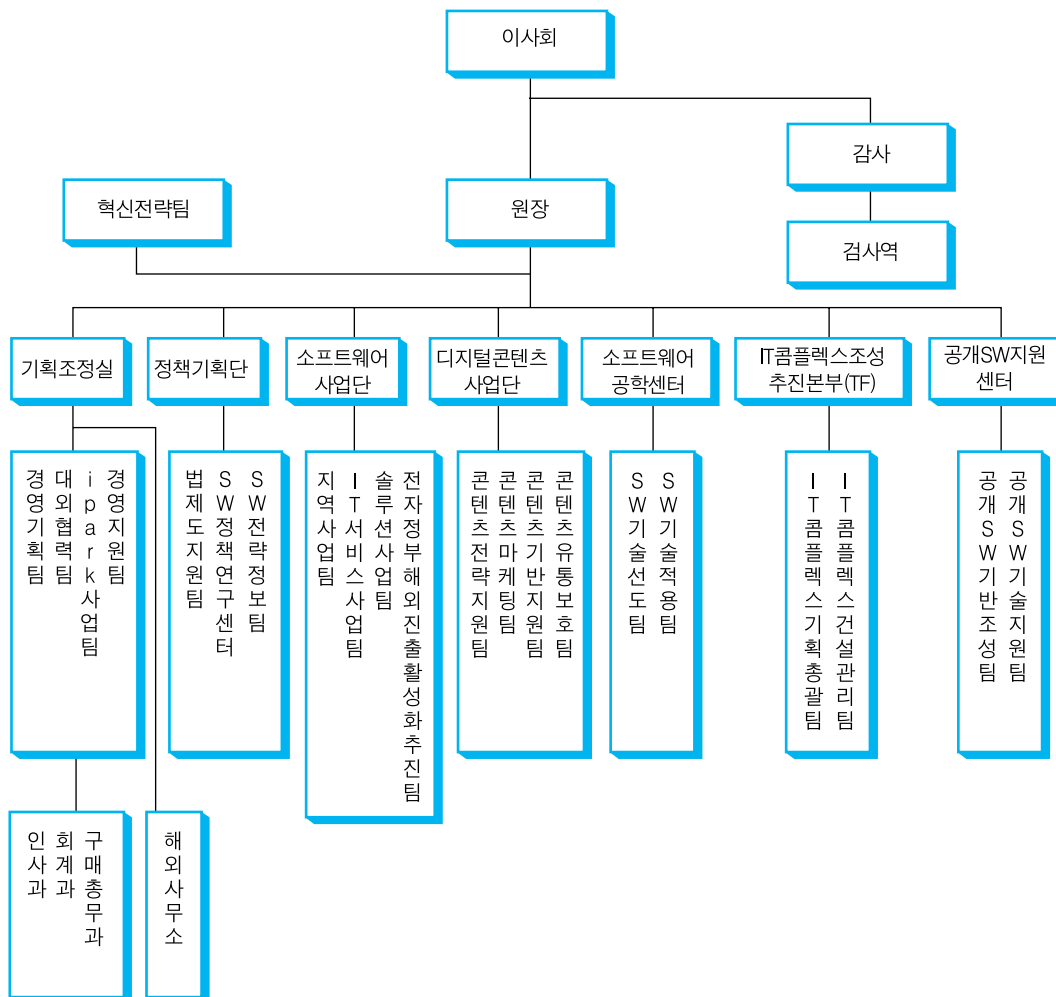 이사회
감사
혁신전략팀
원장
검사역
기획조정실
정책기획단
소프트웨어
사업단
디지털콘텐츠
사업단
소프트웨어
공학센터
IT콤플렉스조성
추진본부(TF)
공개SW지원
센터
경영기획팀
대외협력팀
ipark사업팀
경영지원팀
법제도지원팀
SW정책연구센터
SW전략정보팀
지역사업팀
IT서비스사업팀
솔루션사업팀
전자정부해외진출활성화추진팀
콘텐츠전략지원팀
콘텐츠마케팅팀
콘텐츠기반지원팀
콘텐츠유통보호팀
SW기술선도팀
SW기술적용팀
IT콤플렉스기획총괄팀
IT콤플렉스건설관리팀
공개SW기반조성팀
공개SW기술지원팀
인사과
회계과
구매총무과
해외사무소